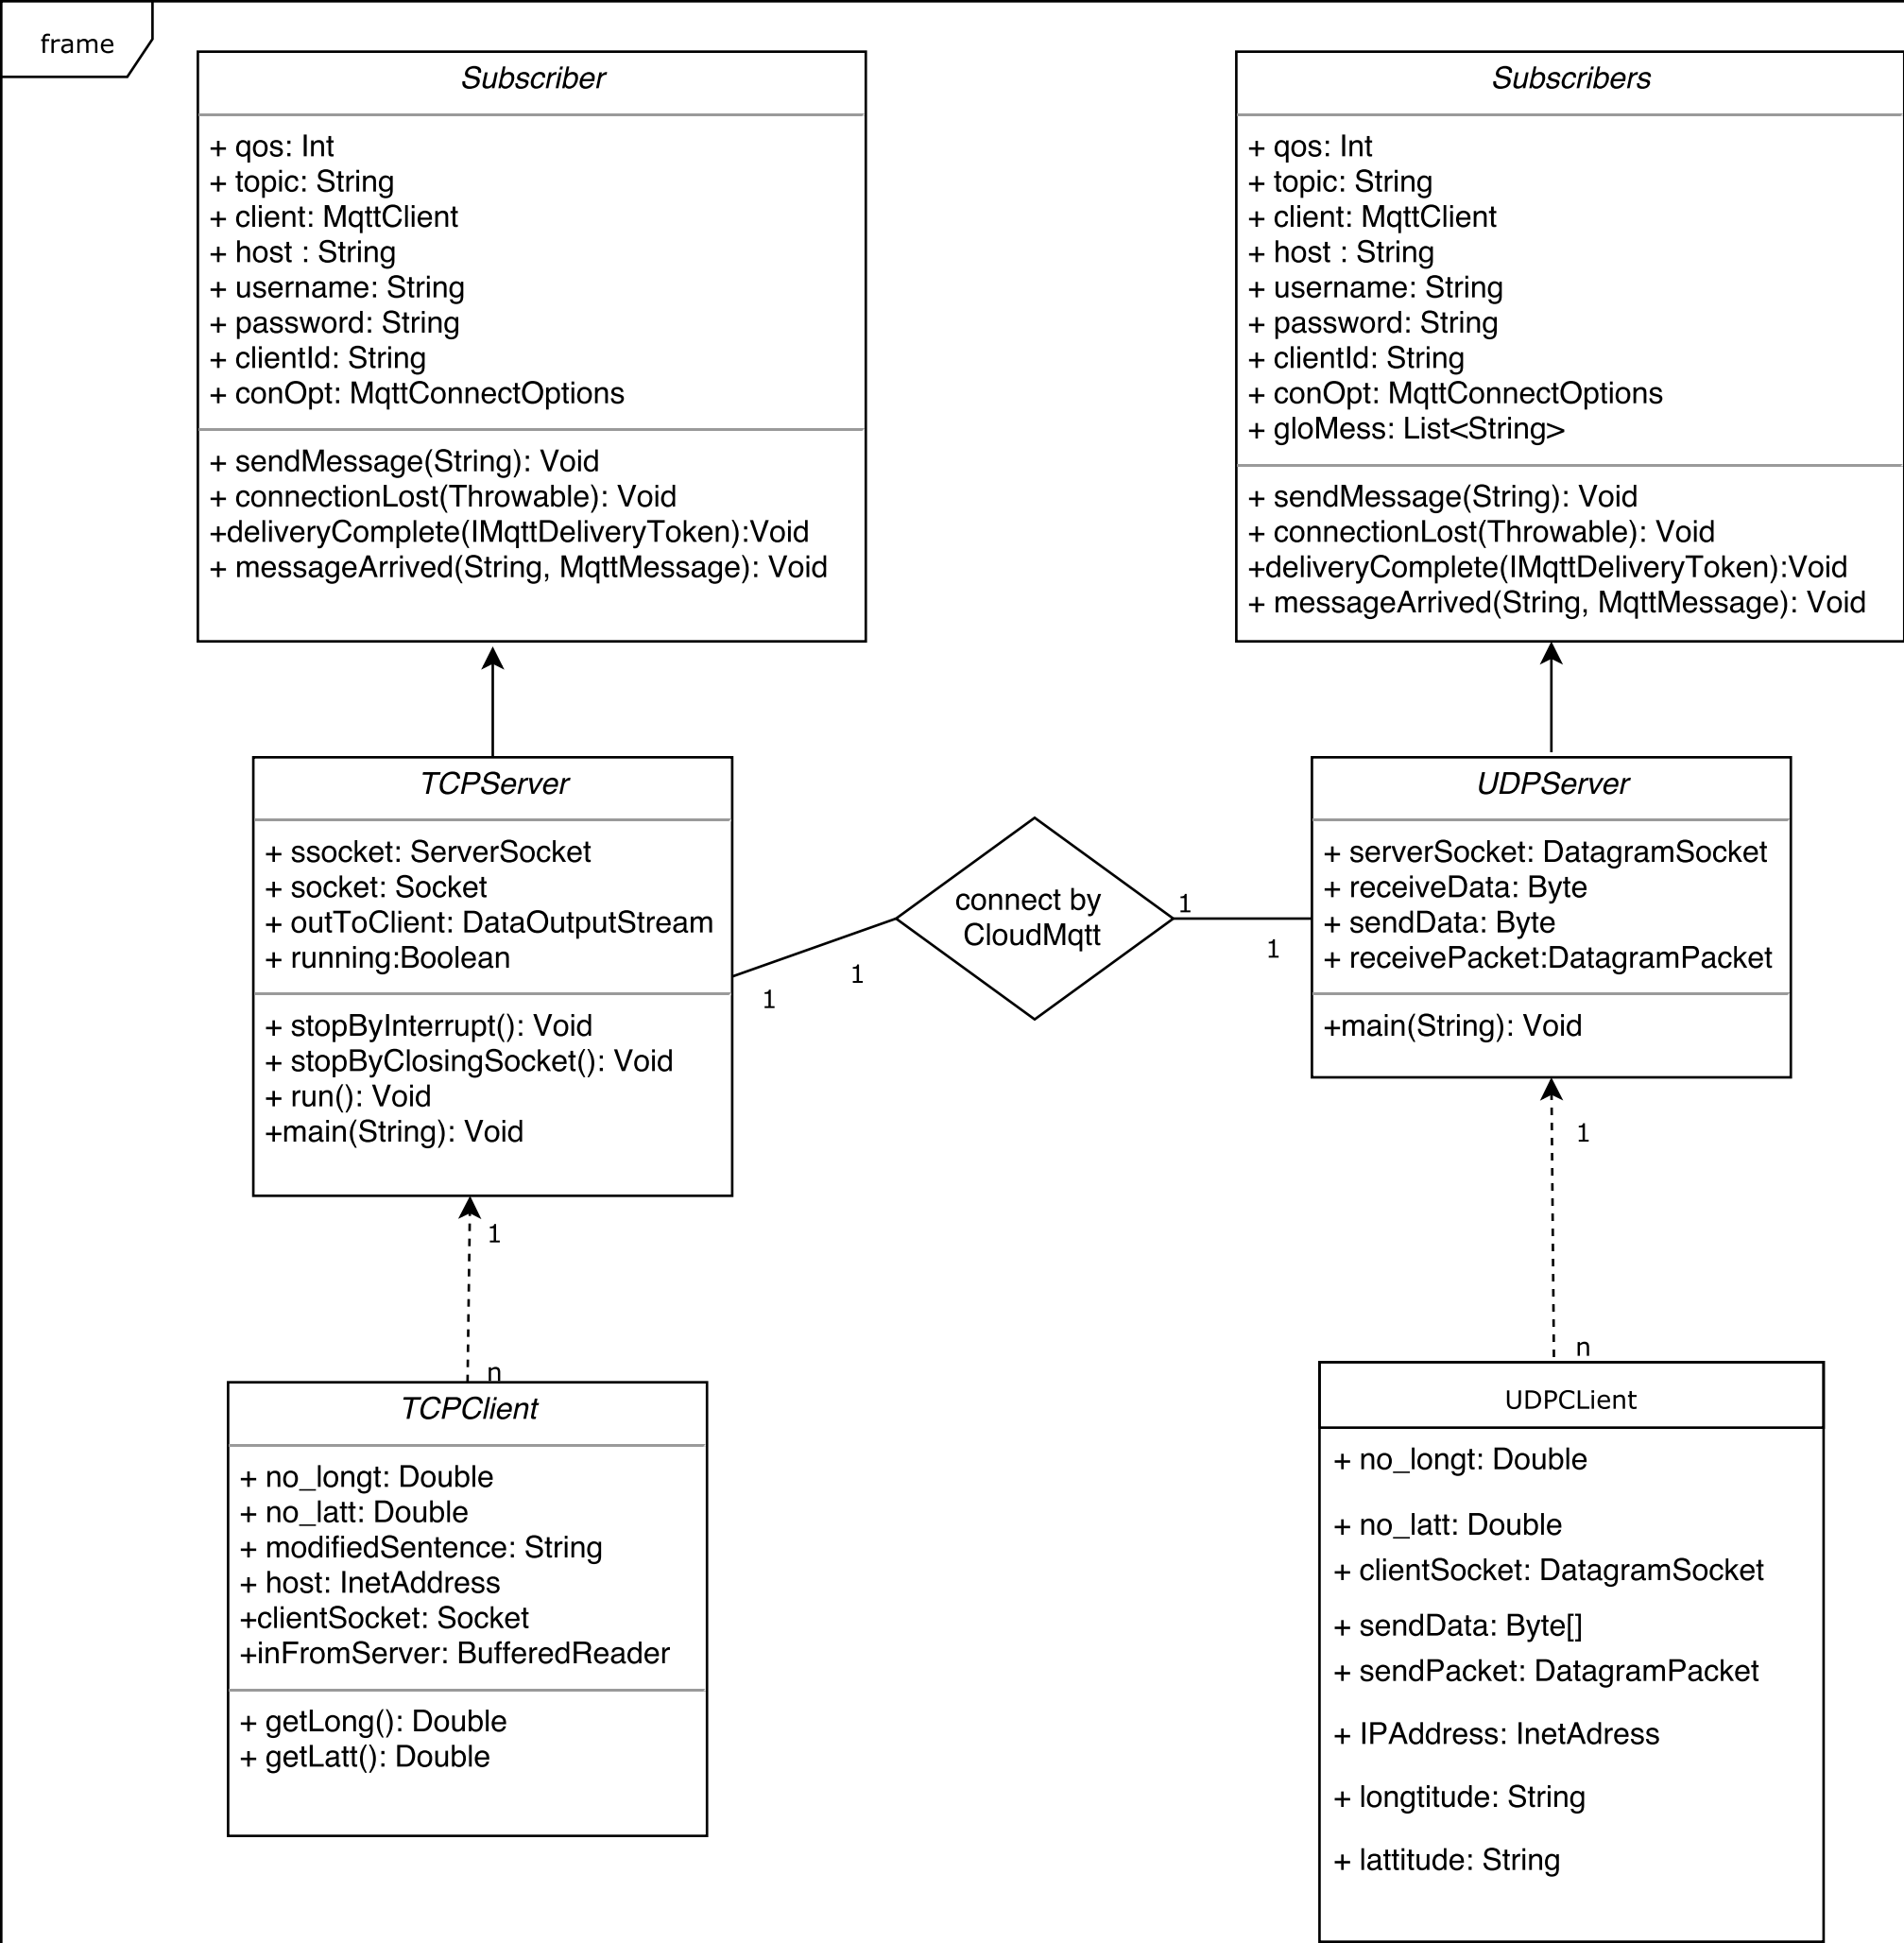 frame
Subscriber
+ qos: Int
+ topic: String
+ client: MqttClient
+ host : String
+ username: String
+ password: String
+ clientId: String
+ conOpt: MqttConnectOptions
+ sendMessage(String): Void
+ connectionLost(Throwable): Void
+deliveryComplete(IMqttDeliveryToken):Void
+ messageArrived(String, MqttMessage): Void
Subscribers
+ qos: Int
+ topic: String
+ client: MqttClient
+ host : String
+ username: String
+ password: String
+ clientId: String
+ conOpt: MqttConnectOptions
+ gloMess: List<String>
+ sendMessage(String): Void
+ connectionLost(Throwable): Void
+deliveryComplete(IMqttDeliveryToken):Void
+ messageArrived(String, MqttMessage): Void
TCPServer
+ ssocket: ServerSocket
+ socket: Socket
+ outToClient: DataOutputStream
+ running:Boolean
+ stopByInterrupt(): Void
+ stopByClosingSocket(): Void
+ run(): Void
+main(String): Void
1
1
connect by
CloudMqtt
1
1
UDPServer
+ serverSocket: DatagramSocket
+ receiveData: Byte
+ sendData: Byte
+ receivePacket:DatagramPacket
+main(String): Void
1
n
1
n
TCPClient
+ no_longt: Double
+ no_latt: Double
+ modifiedSentence: String
+ host: InetAddress
+clientSocket: Socket
+inFromServer: BufferedReader
+ getLong(): Double
+ getLatt(): Double
UDPCLient
+ no_longt: Double
+ no_latt: Double
+ clientSocket: DatagramSocket
+ sendData: Byte[]
+ sendPacket: DatagramPacket
+ IPAddress: InetAdress
+ longtitude: String
+ lattitude: String